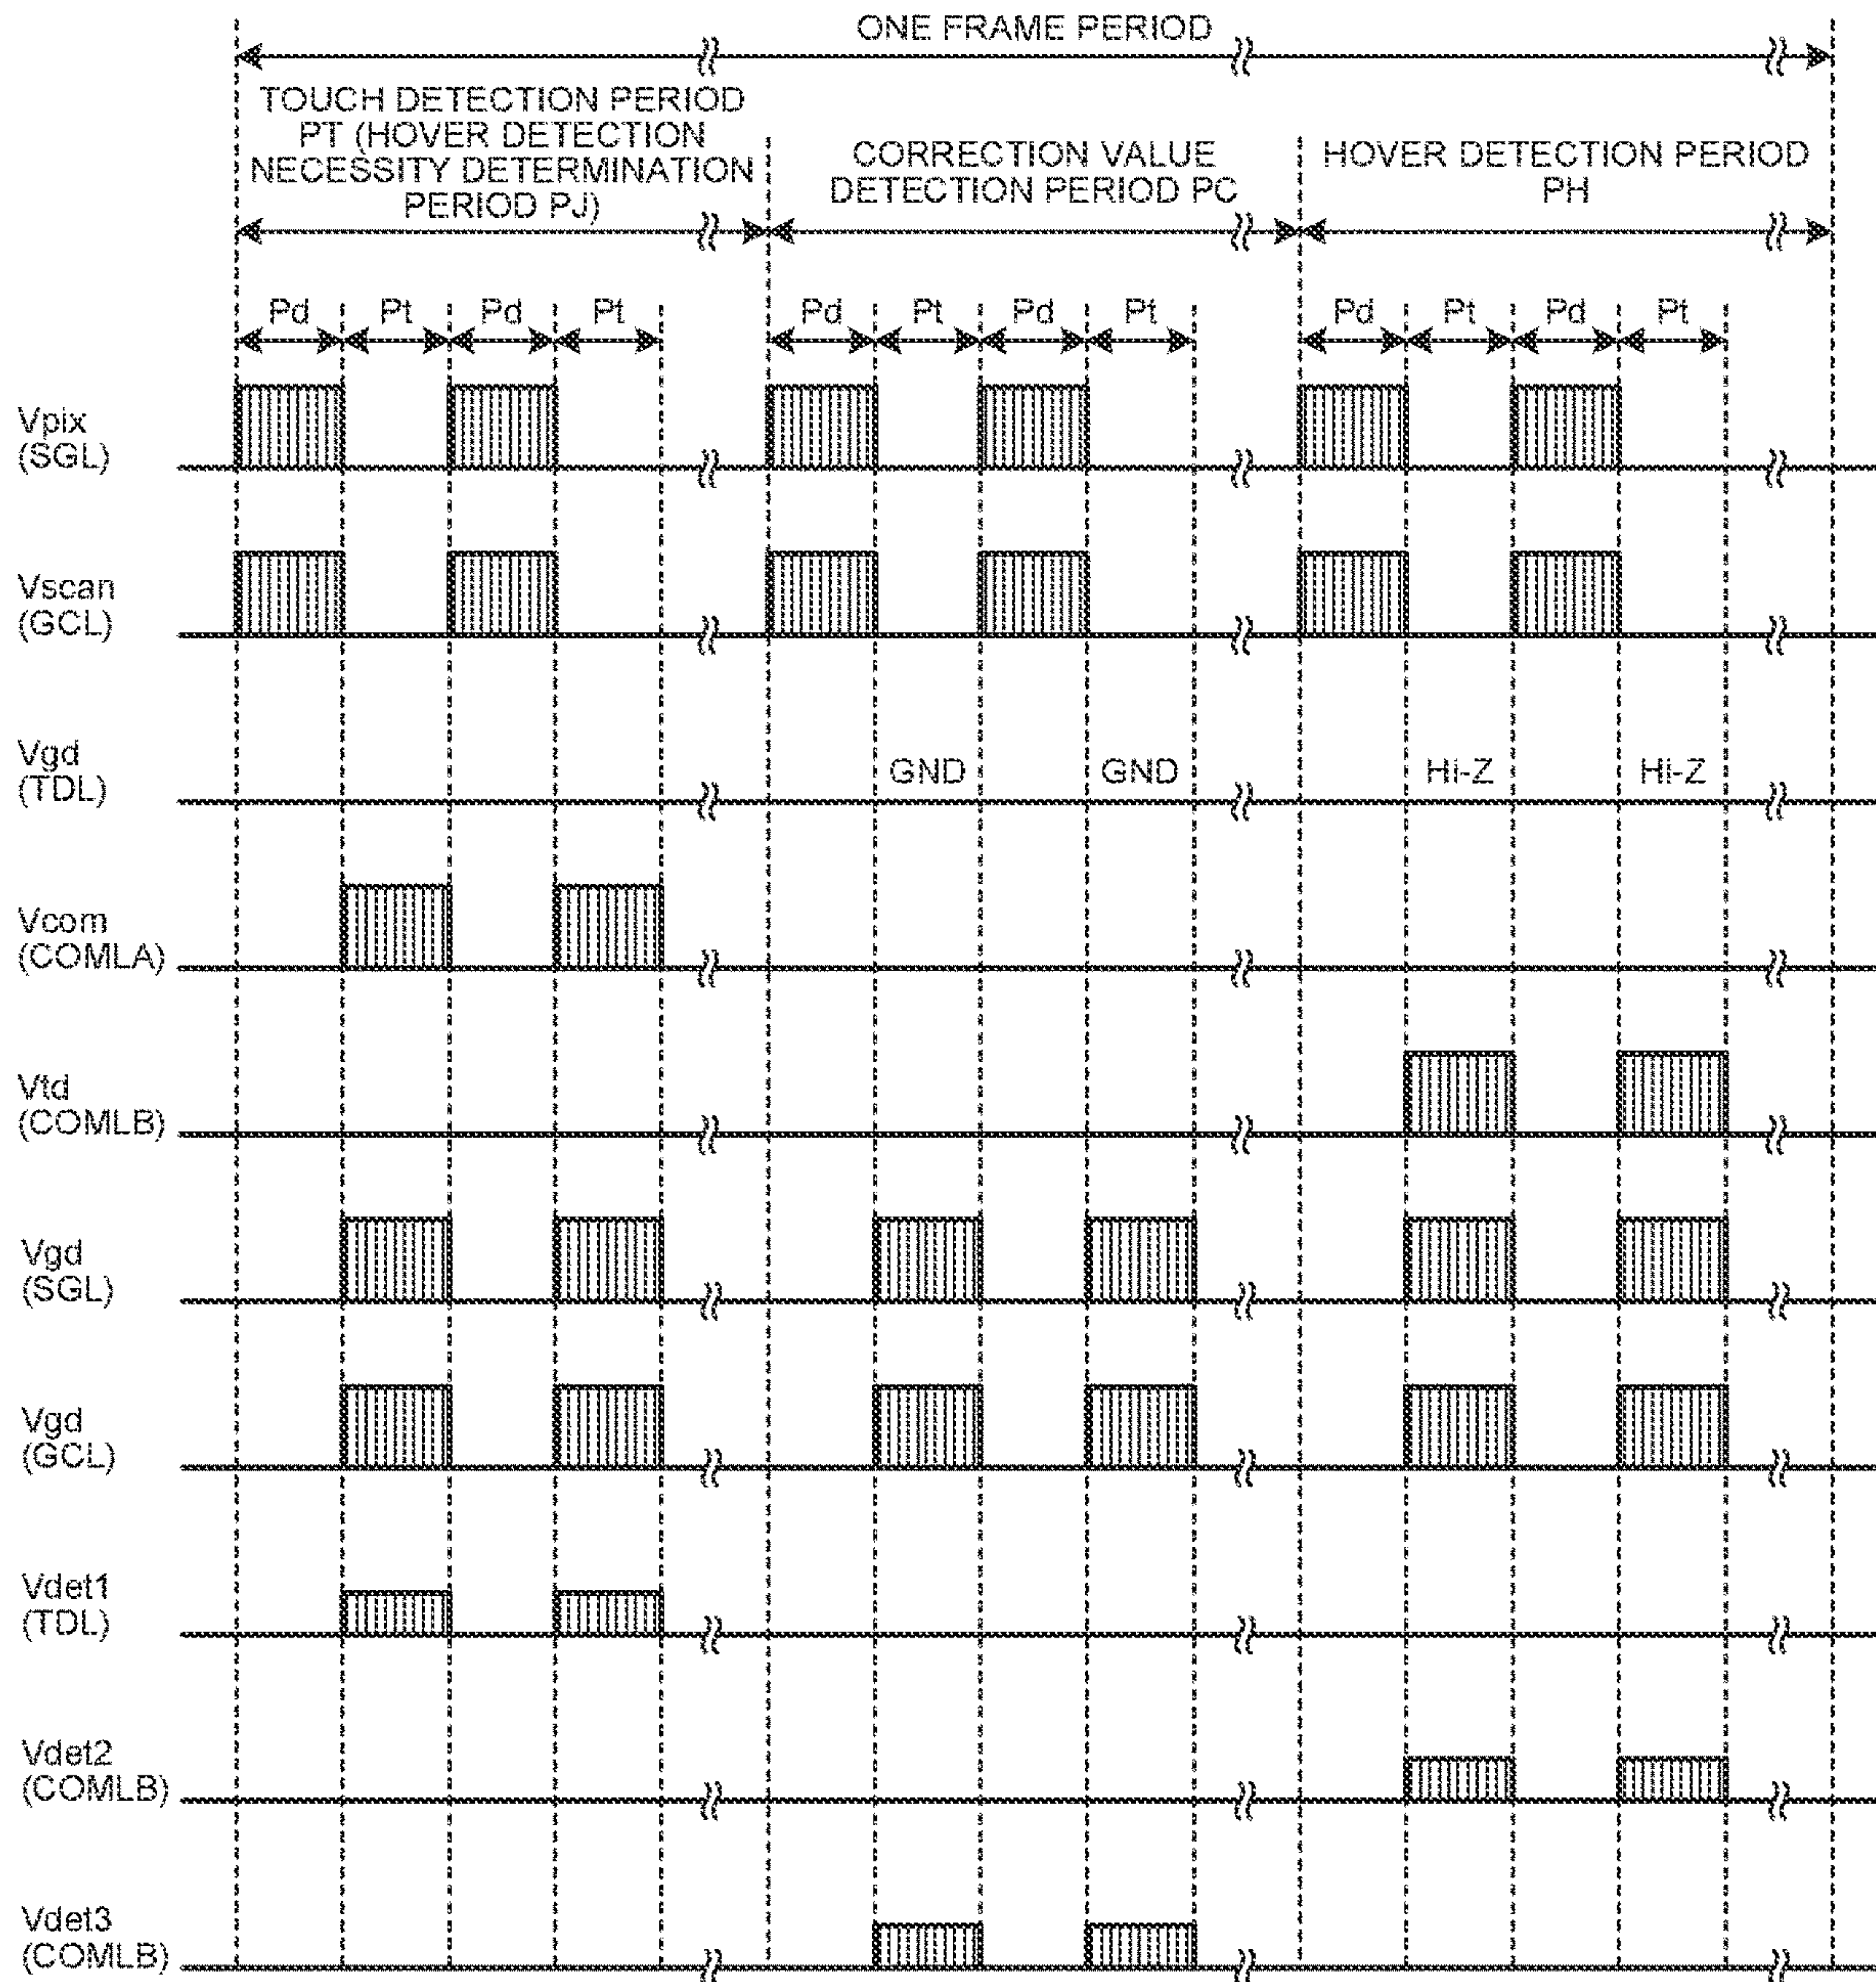 ONE FRAME PERIOD
TOUCH DETECTION PERIOD
PT (HOVER DETECTION
NECESSITY DETERMINATION
PERIOD PJ)
CORRECTION VALUE
DETECTION PERIOD PC
HOVER DETECTION PERIOD
PH
Pd Pt Pd Pt Pd Pt Pd Pt Pd Pt Pd Pt
Vpix
(SGL)
Vscan
(GCL)
Vgd
(TDL)
GND GND Hi-Z Hi-Z
Vcom
(COMLA)
Vtd
(COMLB)
Vgd
(SGL)
Vgd
(GCL)
Vdet1
(TDL)
Vdet2
(COMLB)
Vdet3
(COMLB)